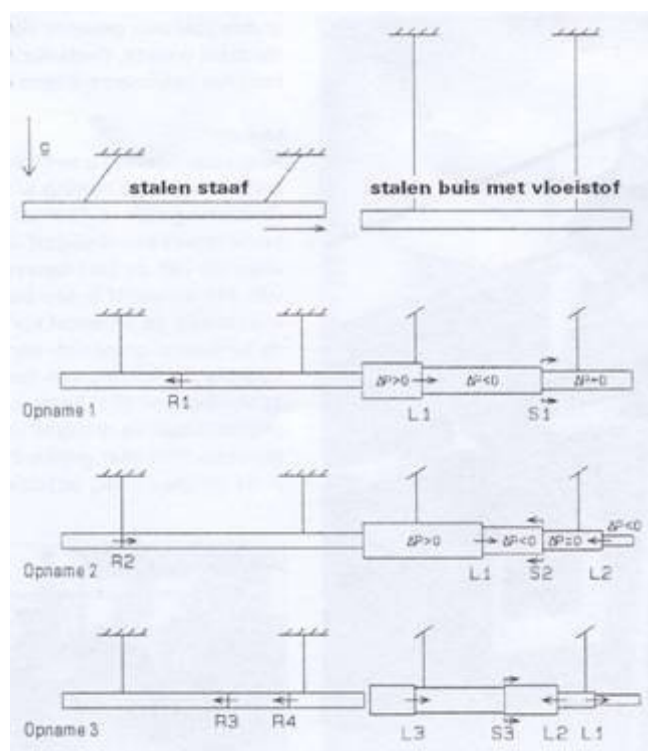 g
stalen staaf
stalen buis met vloeistof
ΔP>0
ΔP<0
ΔP=0
R1
L1
S1
Opname 1
ΔP<0
ΔP>0
ΔP<0
ΔP=0
R2
L1
S2
L2
Opname 2
R3
R4
L3
S3
L2
L1
Opname 3